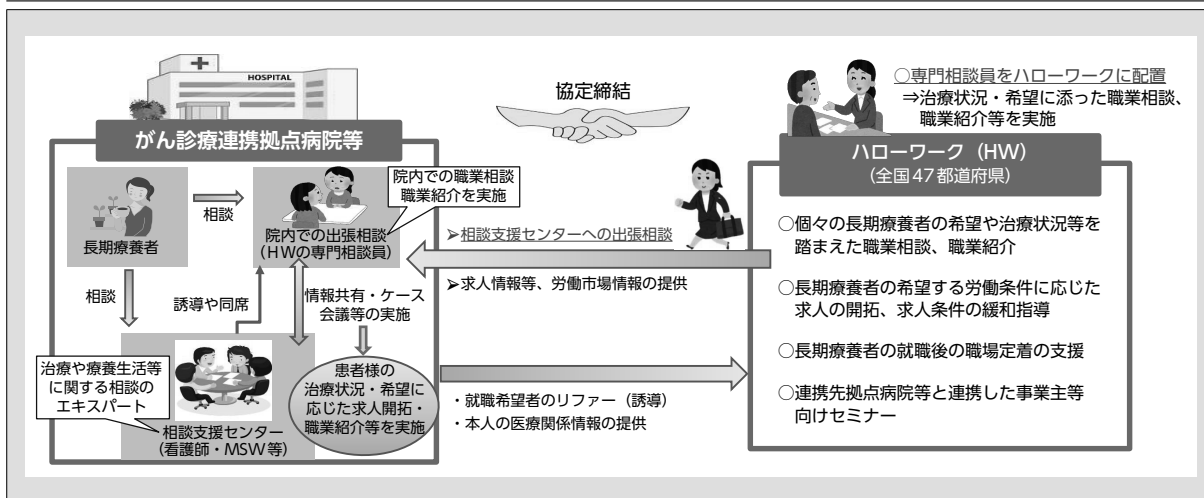 HOSPITAL
がん診療連携拠点病院等
長期療養者
相談
院内での職業相談
職業紹介を実施
院内での出張相談
(HWの専門相談員)
相談
誘導や同席
情報共有・ケース
会議等の実施
治療や療養生活等
に関する相談の
エキスパート
相談支援センター
(看護師・MSW等)
患者様の
治療状況・希望に
応じた求人開拓・
職業紹介等を実施
協定締結
➢相談支援センターへの出張相談
➢求人情報等、労働市場情報の提供
・就職希望者のリファー(誘導)
・本人の医療関係情報の提供
○専門相談員をハローワークに配置
⇒治療状況・希望に添った職業相談、
職業紹介等を実施
ハローワーク(HW)
(全国47都道府県)
○個々の長期療養者の希望や治療状況等を
踏まえた職業相談、職業紹介
○長期療養者の希望する労働条件に応じた
求人の開拓、求人条件の緩和指導
○長期療養者の就職後の職場定着の支援
○連携先拠点病院等と連携した事業主等
向けセミナー